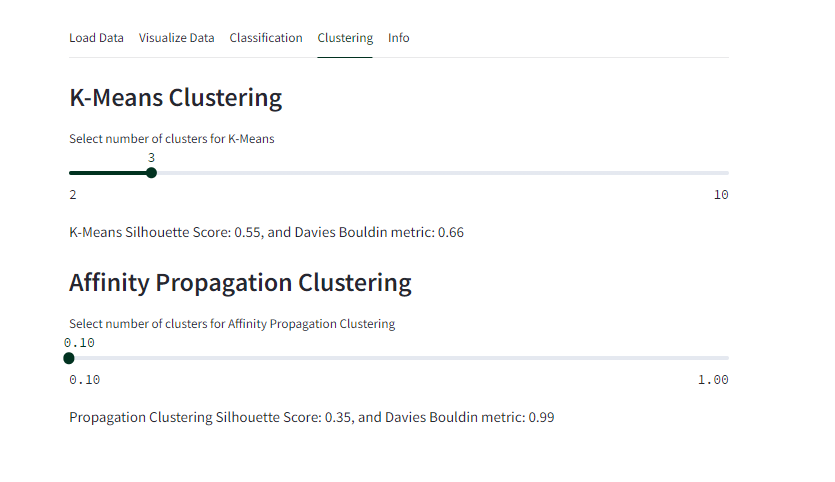 Load Data Visualize Data Classification Clustering Info
K-Means Clustering
Select number of clusters for K-Means
3
2 10
K-Means Silhouette Score: 0.55, and Davies Bouldin metric: 0.66
Affinity Propagation Clustering
Select number of clusters for Affinity Propagation Clustering
0.10
0.10 1.00
Propagation Clustering Silhouette Score: 0.35, and Davies Bouldin metric: 0.99